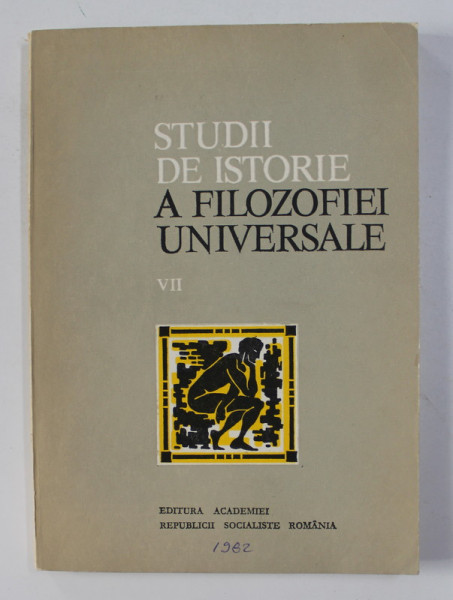 STUDII
DE ISTORIE
A FILOZOFIEI
UNIVERSALE
VII
EDITURA ACADEMIEI
REPUBLICII SOCIALISTE ROMÂNIA
1982